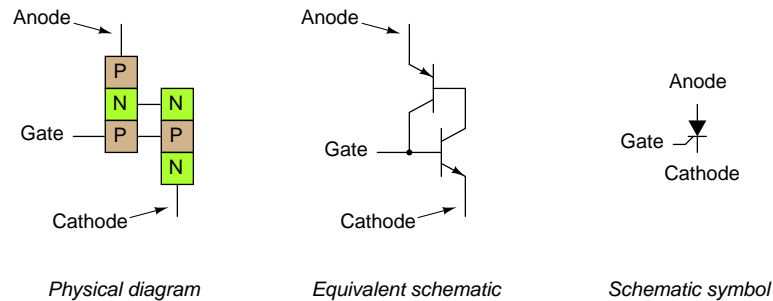 Anode
P
N
N
Gate
P
P
N
Cathode
Physical diagram
Anode
Gate
Cathode
Equivalent schematic
Anode
Gate
Cathode
Schematic symbol